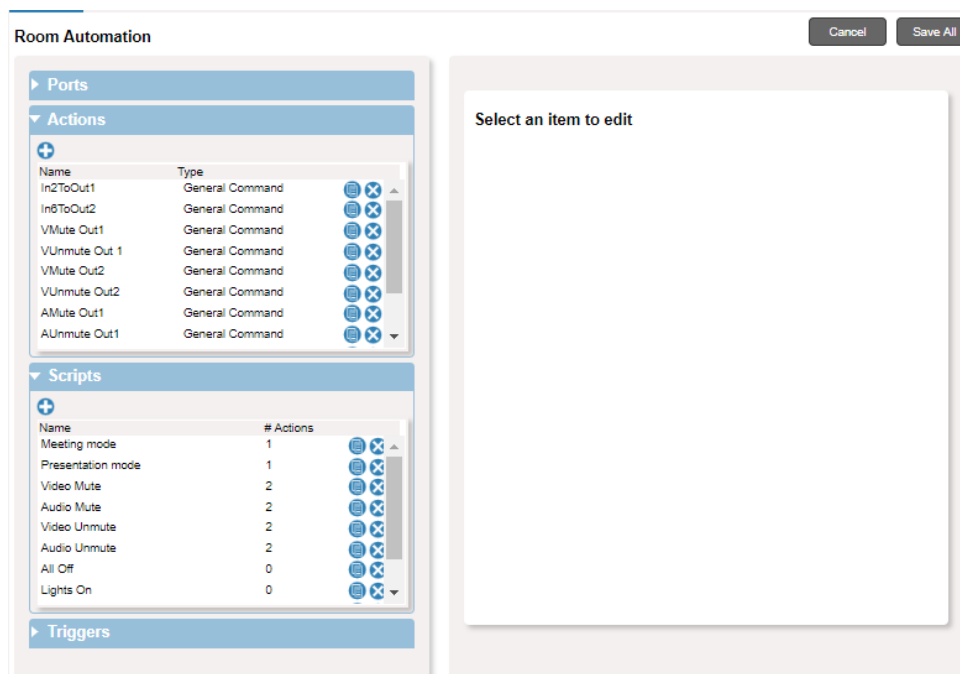 Room Automation
Cancel
Save All
Ports
Actions
Name Type
In2ToOut1 General Command
In6ToOut2 General Command
VMute Out1 General Command
VUnmute Out 1 General Command
VMute Out2 General Command
VUnmute Out2 General Command
AMute Out1 General Command
AUnmute Out1 General Command
Scripts
Name # Actions
Meeting mode 1
Presentation mode 1
Video Mute 2
Audio Mute 2
Video Unmute 2
Audio Unmute 2
All Off 0
Lights On 0
Triggers
Select an item to edit